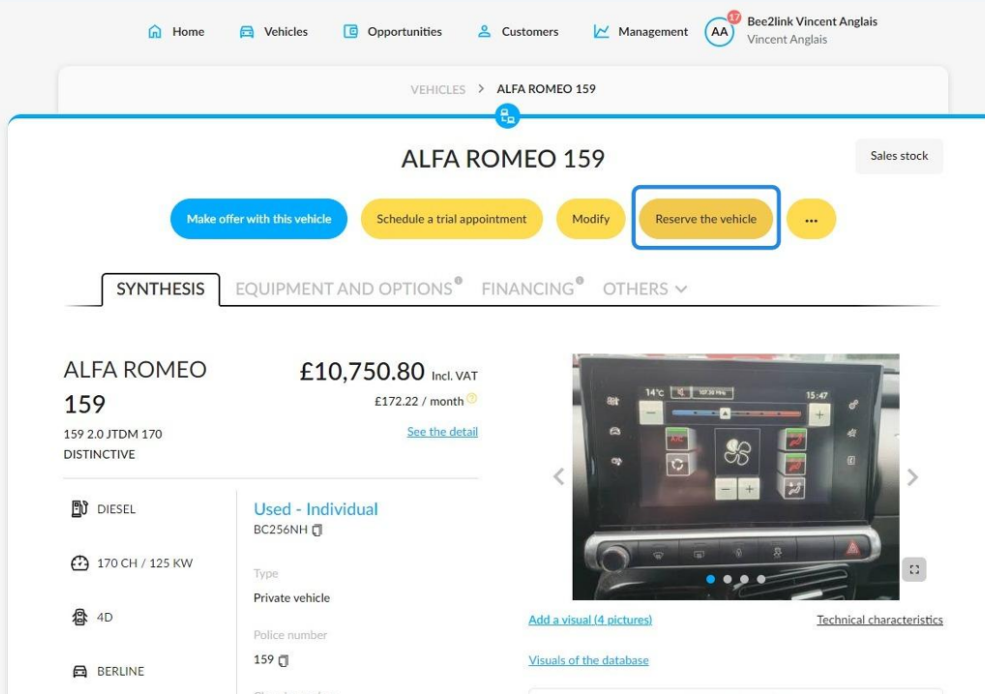 Home
Vehicles
Opportunities
Customers
Management
AA
17
Bee2link Vincent Anglais
Vincent Anglais
VEHICLES > ALFA ROMEO 159
ALFA ROMEO 159
Sales stock
Make offer with this vehicle
Schedule a trial appointment
Modify
Reserve the vehicle
...
SYNTHESIS
EQUIPMENT AND OPTIONS
FINANCING
OTHERS
ALFA ROMEO
159
£10,750.80 Incl. VAT
£172.22 / month
159 2.0 JTDM 170
DISTINCTIVE
See the detail
14°c
15:47
DIESEL
170 CH / 125 KW
4D
BERLINE
Used - Individual
BC256NH
Type
Private vehicle
Police number
159
Add a visual (4 pictures)
Technical characteristics
Visuals of the database